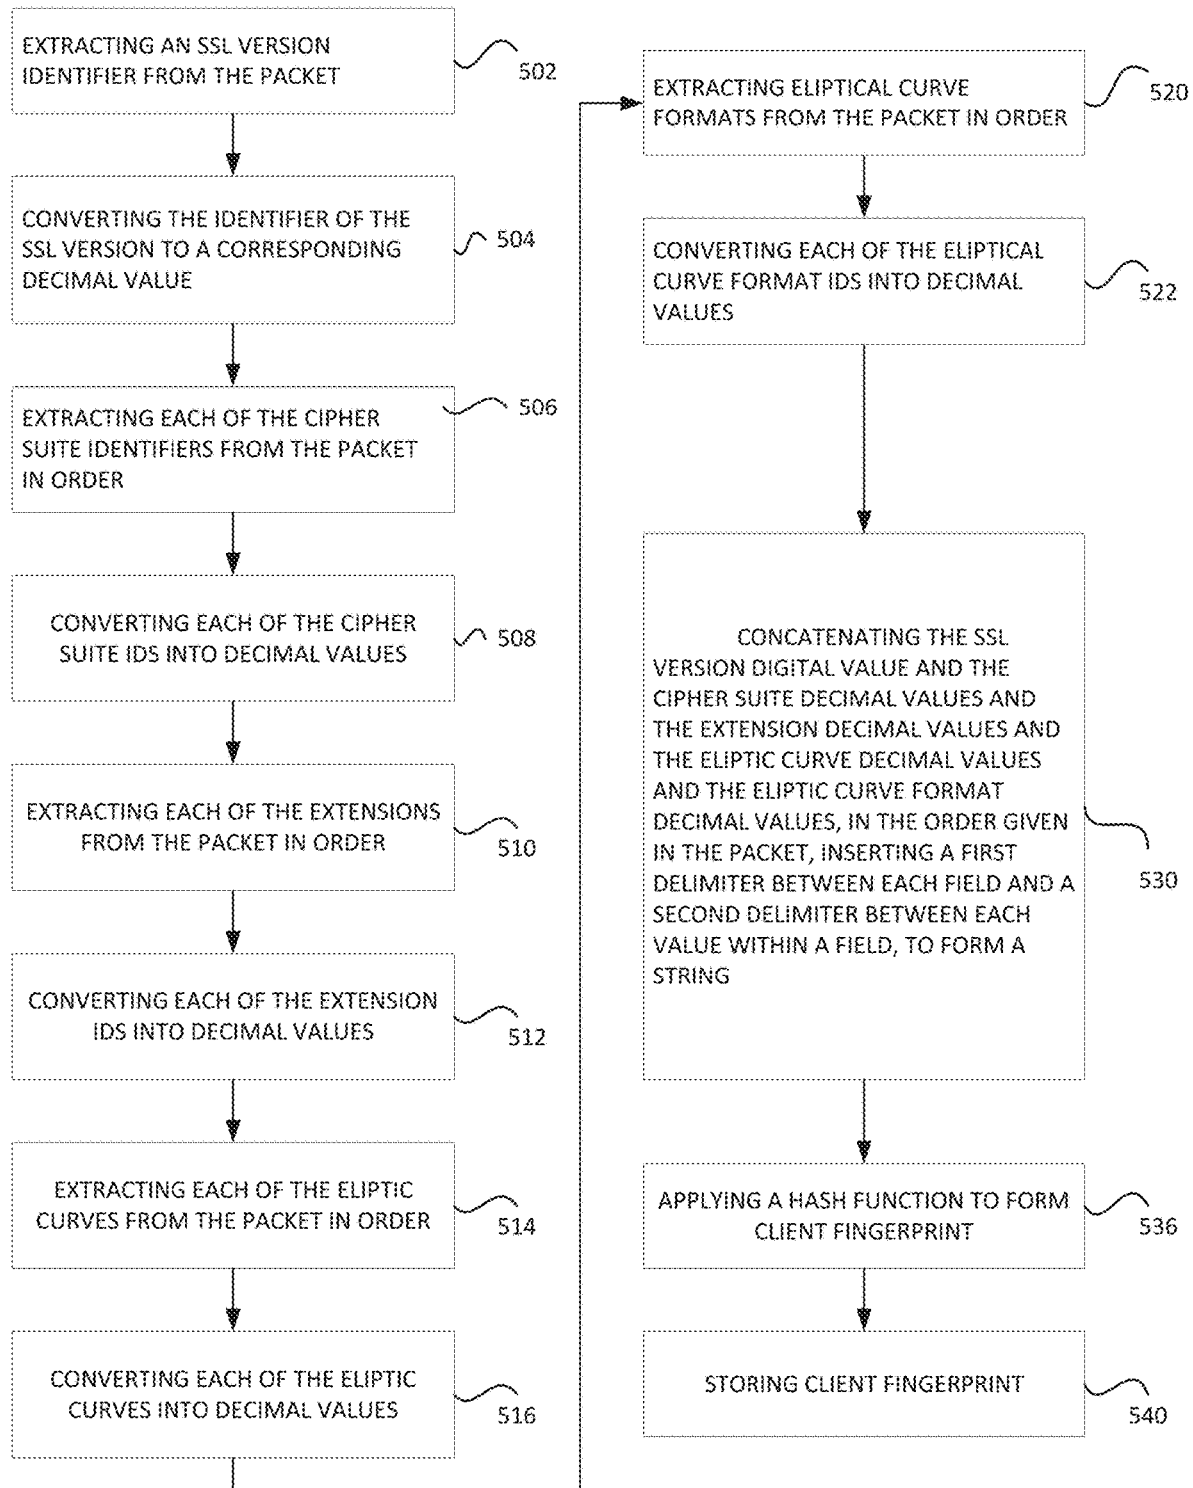 EXTRACTING AN SSL VERSION
IDENTIFIER FROM THE PACKET
502
CONVERTING THE IDENTIFIER OF THE
SSL VERSION TO A CORRESPONDING
DECIMAL VALUE
504
EXTRACTING EACH OF THE CIPHER
SUITE IDENTIFIERS FROM THE PACKET
IN ORDER
506
CONVERTING EACH OF THE CIPHER
SUITE IDS INTO DECIMAL VALUES
508
EXTRACTING EACH OF THE EXTENSIONS
FROM THE PACKET IN ORDER
510
CONVERTING EACH OF THE EXTENSION
IDS INTO DECIMAL VALUES
512
EXTRACTING EACH OF THE ELIPTIC
CURVES FROM THE PACKET IN ORDER
514
CONVERTING EACH OF THE ELIPTIC
CURVES INTO DECIMAL VALUES
516
EXTRACTING ELIPTICAL CURVE
FORMATS FROM THE PACKET IN ORDER
520
CONVERTING EACH OF THE ELIPTICAL
CURVE FORMAT IDS INTO DECIMAL
VALUES
522
CONCATENATING THE SSL
VERSION DIGITAL VALUE AND THE
CIPHER SUITE DECIMAL VALUES AND
THE EXTENSION DECIMAL VALUES AND
THE ELIPTIC CURVE DECIMAL VALUES
AND THE ELIPTIC CURVE FORMAT
DECIMAL VALUES, IN THE ORDER GIVEN
IN THE PACKET, INSERTING A FIRST
DELIMITER BETWEEN EACH FIELD AND A
SECOND DELIMITER BETWEEN EACH
VALUE WITHIN A FIELD, TO FORM A
STRING
530
APPLYING A HASH FUNCTION TO FORM
CLIENT FINGERPRINT
536
STORING CLIENT FINGERPRINT
540